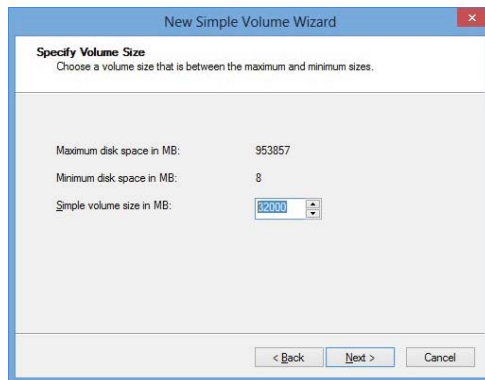 New Simple Volume Wizard
Specify Volume Size
Choose a volume size that is between the maximum and minimum sizes.
Maximum disk space in MB: 953857
Minimum disk space in MB: 8
Simple volume size in MB: 32000
< Back Next > Cancel